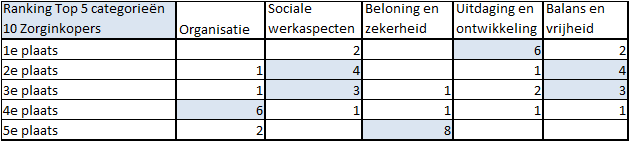 Ranking Top 5 categorieën Sociale Beloning en Uitdaging en Balans en
10 Zorginkopers Organisatie werkaspecten zekerheid ontwikkeling vrijheid
1e plaats 2 6 2
2e plaats 1 4 1 4
3e plaats 1 3 1 2 3
4e plaats 6 1 1 1 1
5e plaats 2 8